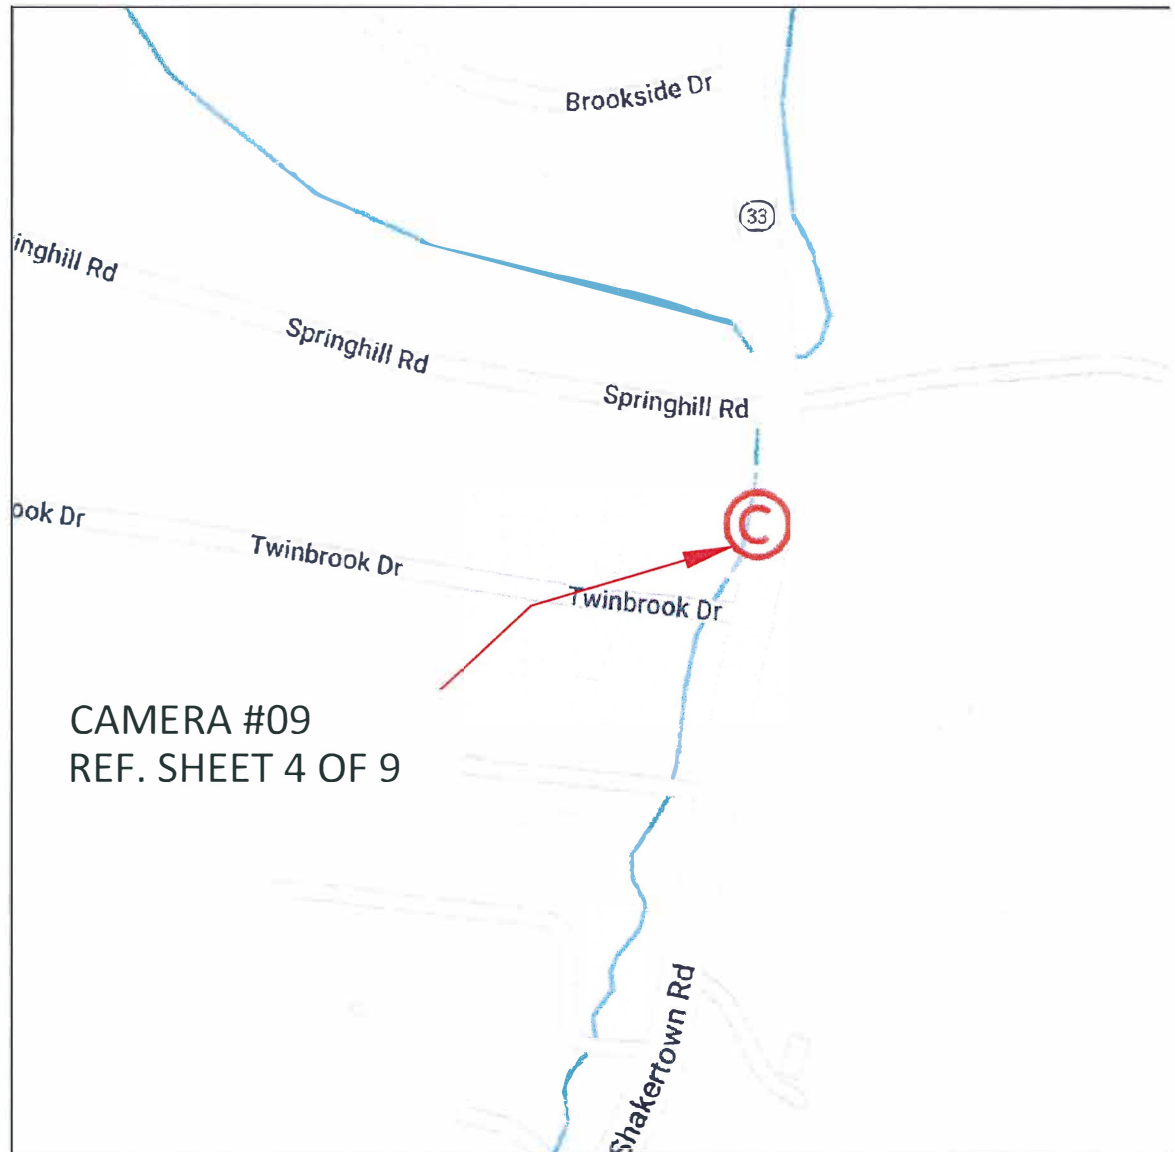 Brookside Dr
33
inghill Rd
Springhill Rd
Springhill Rd
ook Dr
C
Twinbrook Dr
Twinbrook Dr
CAMERA #09
REF. SHEET 4 OF 9
Shakertown Rd